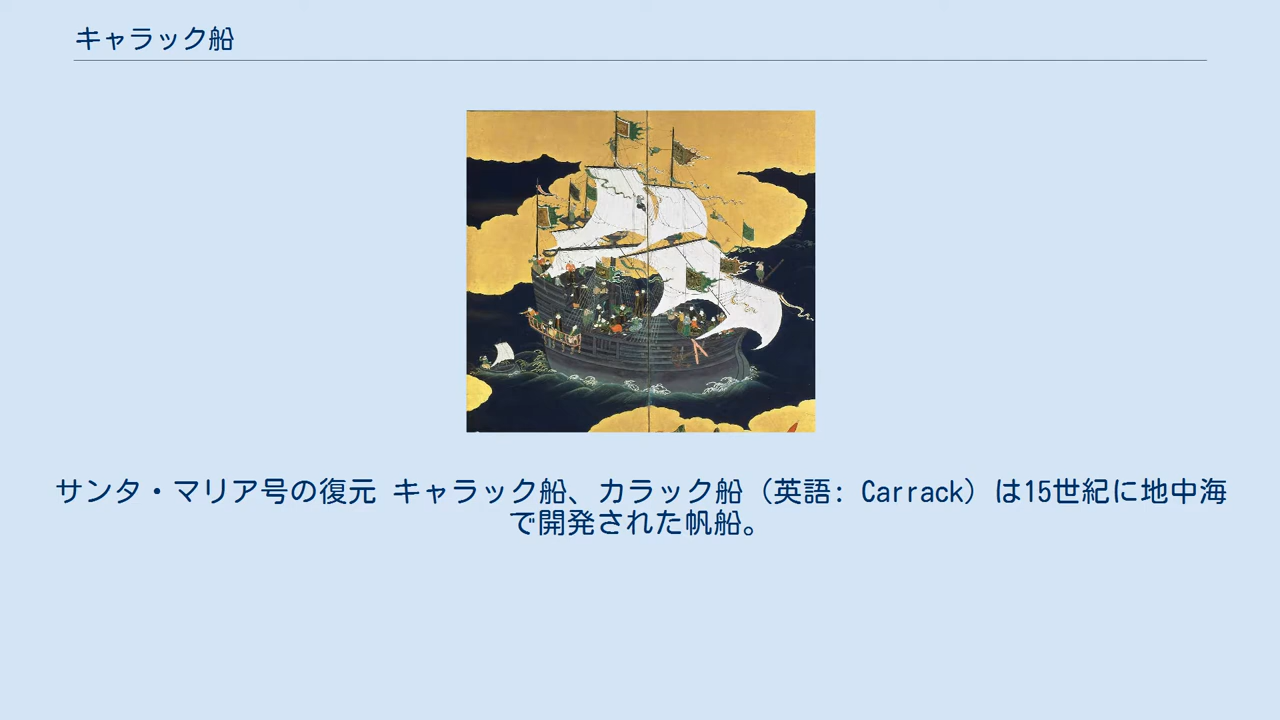 キャラック船
サンタ・マリア号の復元 キャラック船、カラック船（英語: Carrack）は15世紀に地中海
で開発された帆船。